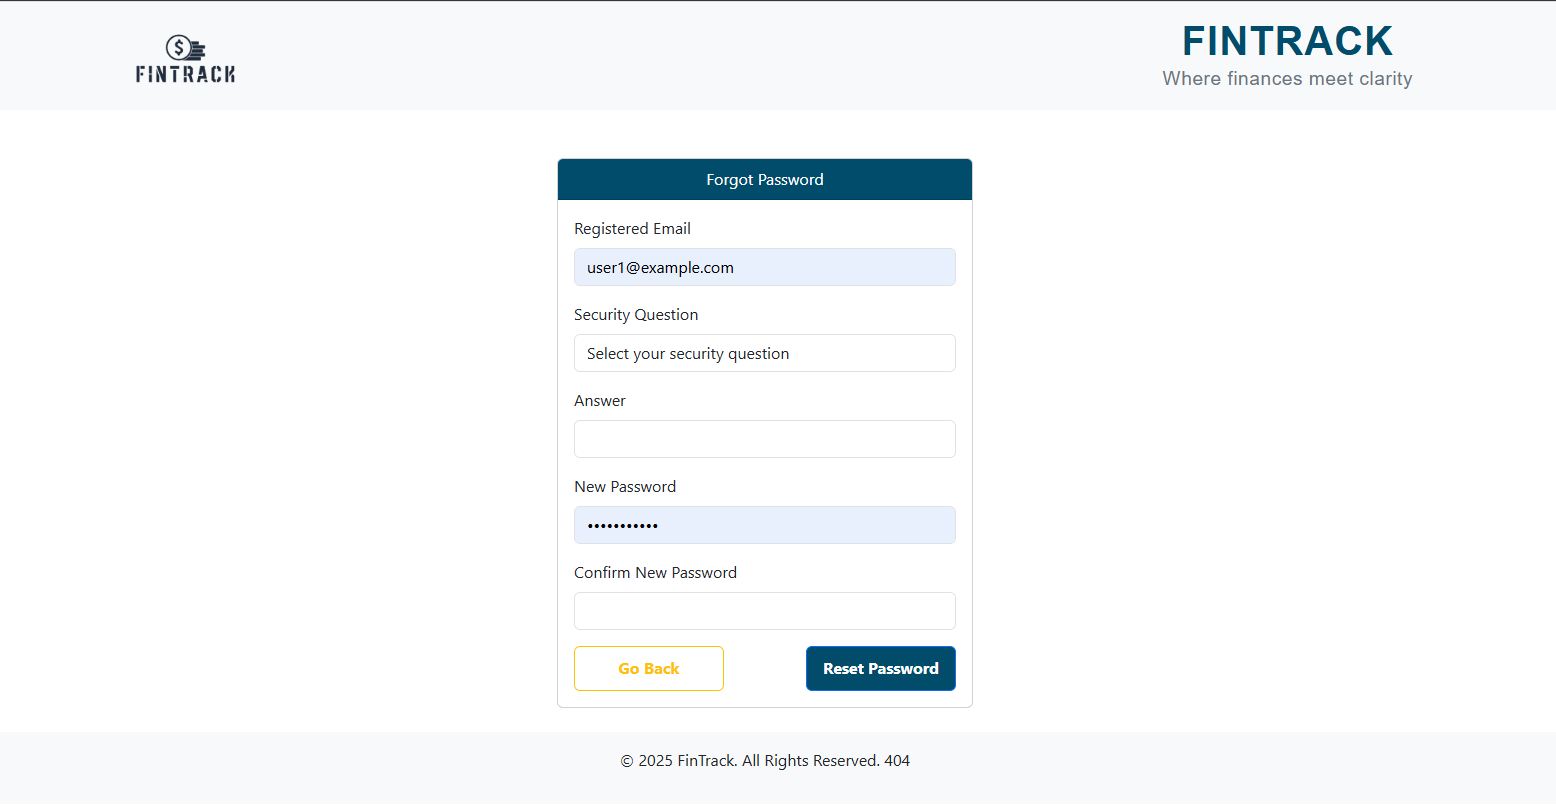 $
FINTRACK
FINTRACK
Where finances meet clarity
Forgot Password
Registered Email
user1@example.com
Security Question
Select your security question
Answer
New Password
•••••••••••
Confirm New Password
Go Back
Reset Password
© 2025 FinTrack. All Rights Reserved. 404